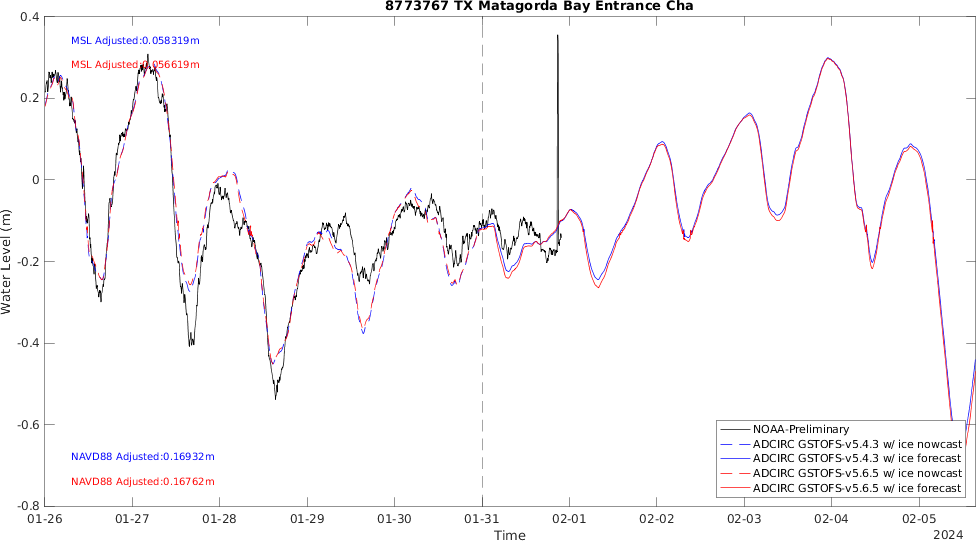 8773767 TX Matagorda Bay Entrance Cha
MSL Adjusted:0.058319m
MSL Adjusted:0.056619m
NAVD88 Adjusted:0.16932m
NAVD88 Adjusted:0.16762m
Water Level (m)
0.4
0.2
0
-0.2
-0.4
-0.6
-0.8
NOAA-Preliminary
ADCIRC GSTOFS-v5.4.3 w/ ice nowcast
ADCIRC GSTOFS-v5.4.3 w/ ice forecast
ADCIRC GSTOFS-v5.6.5 w/ ice nowcast
ADCIRC GSTOFS-v5.6.5 w/ ice forecast
01-26 01-27 01-28 01-29 01-30 01-31 02-01 02-02 02-03 02-04 02-05
Time
2024